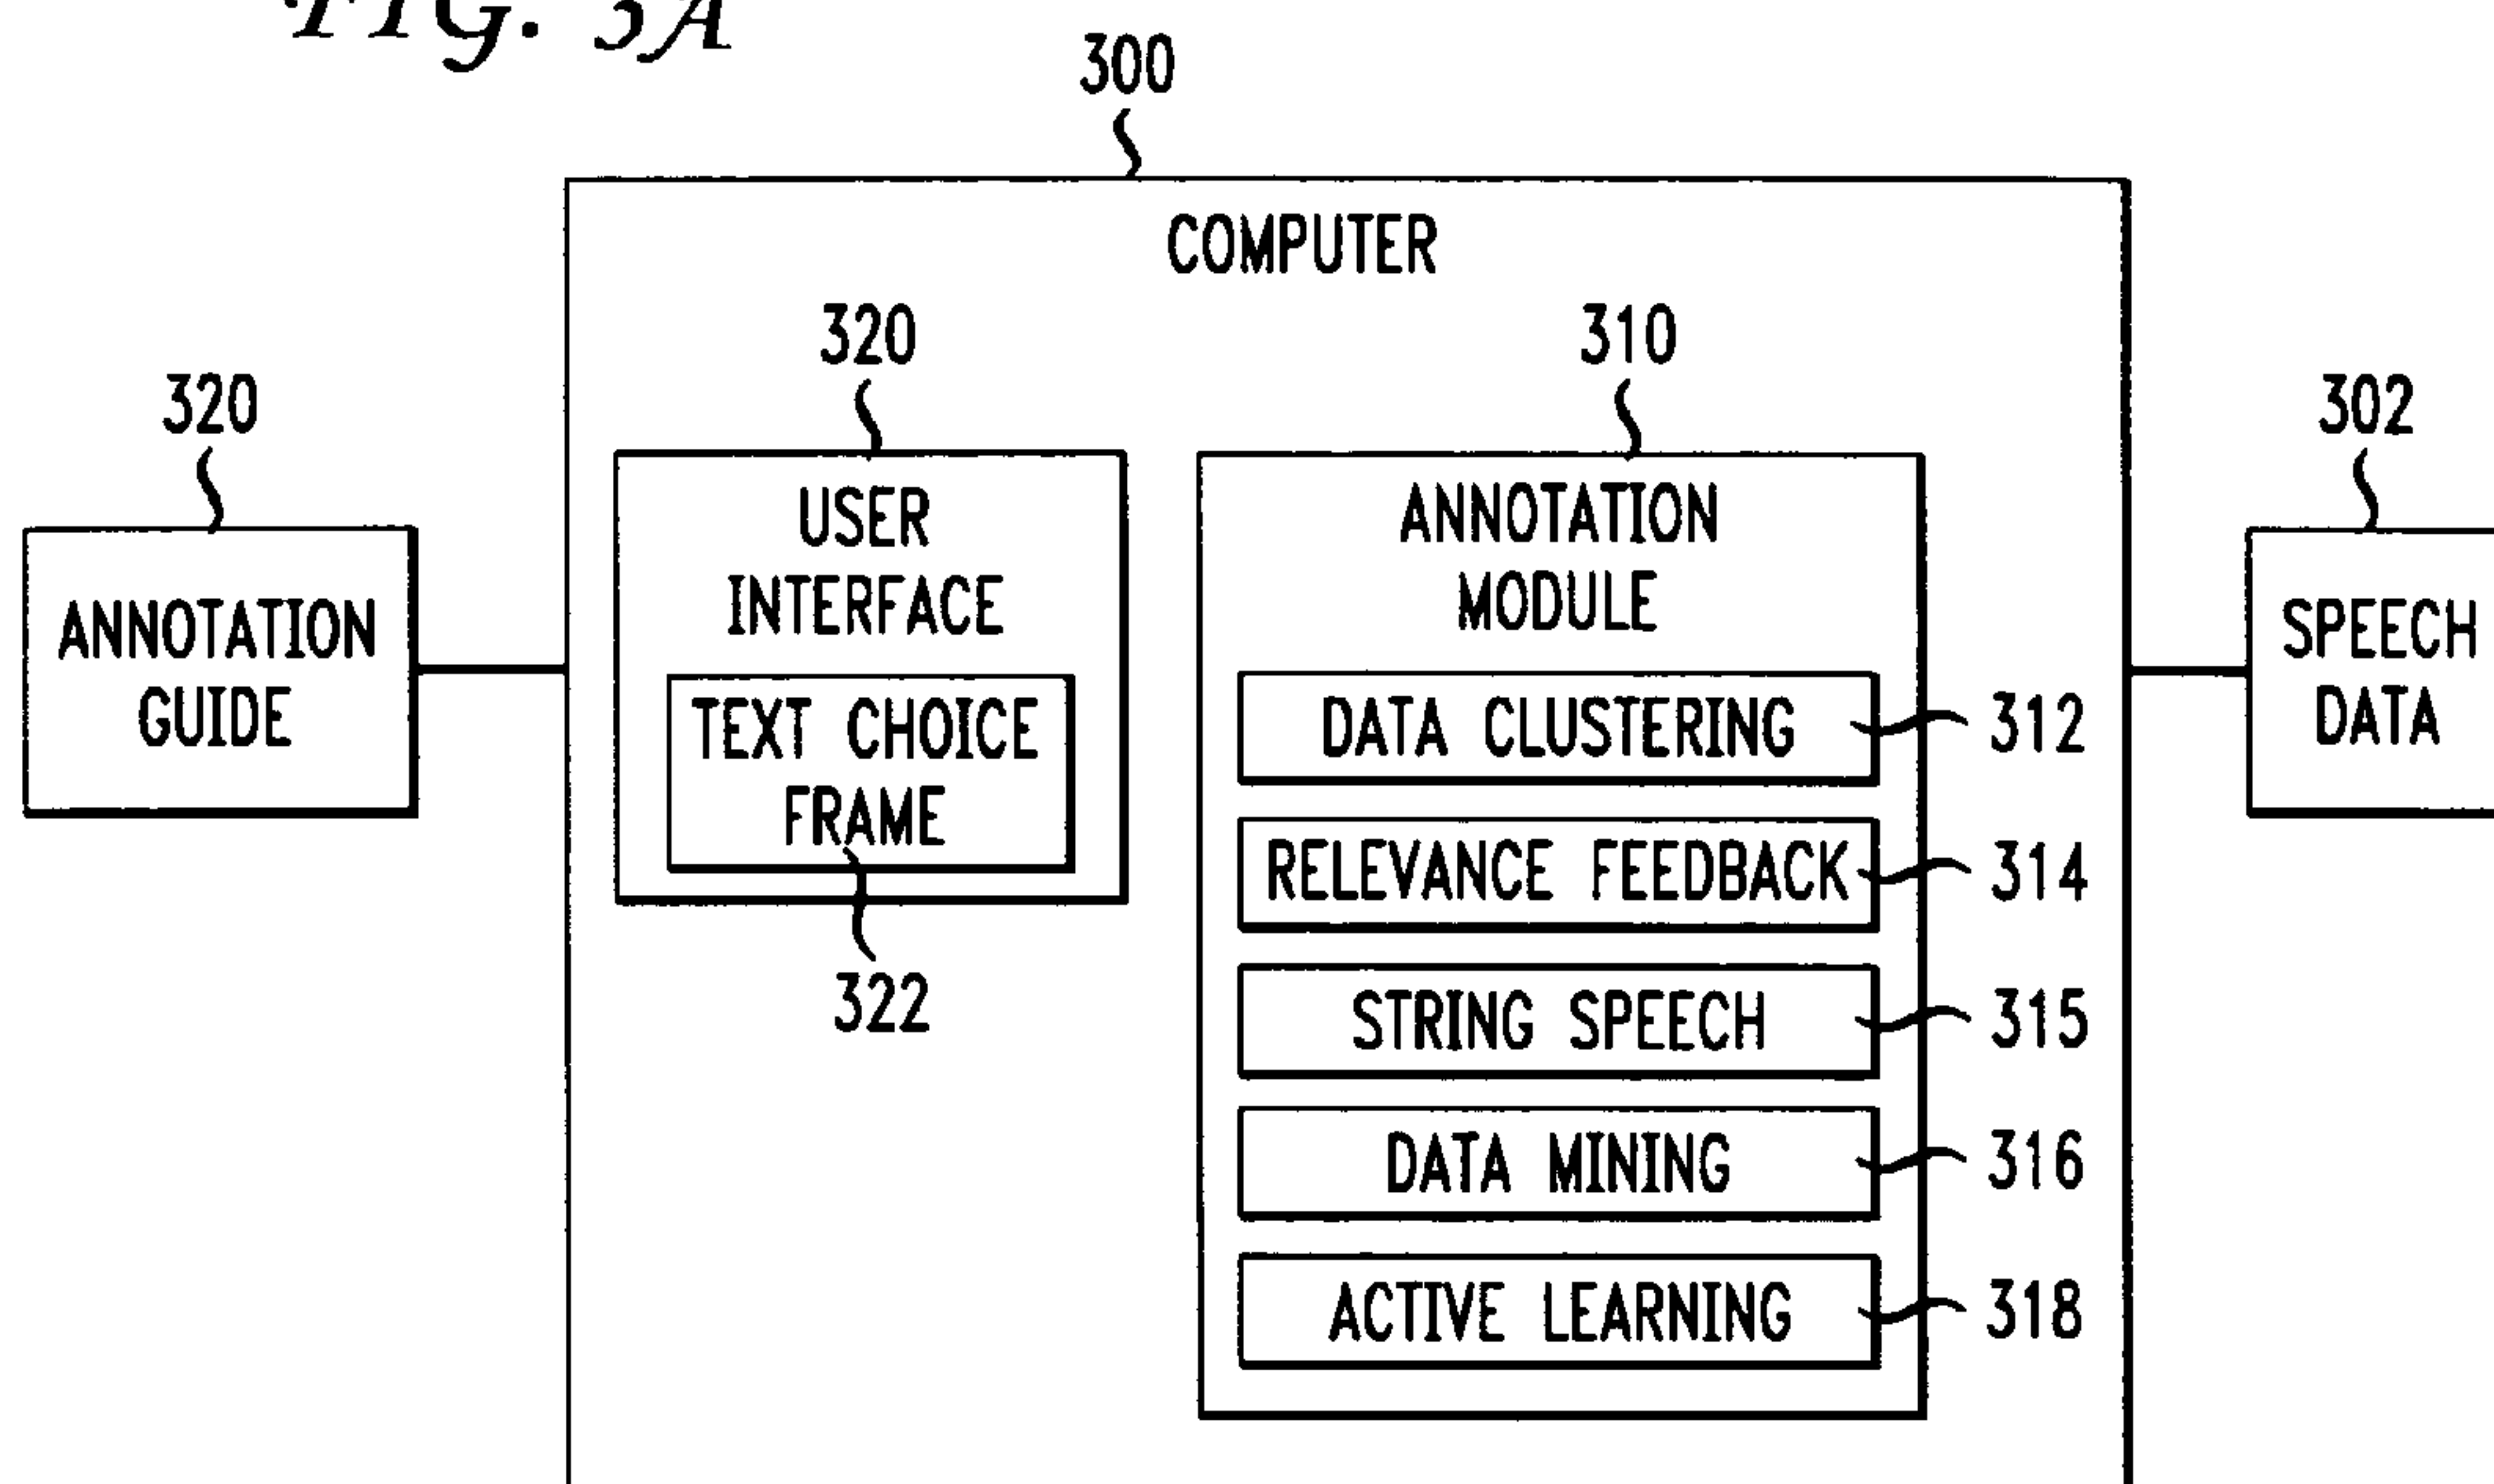 FIG. 3A
300
COMPUTER
320
310
320
302
USER
INTERFACE
ANNOTATION
MODULE
ANNOTATION
GUIDE
SPEECH
DATA
TEXT CHOICE
FRAME
322
DATA CLUSTERING
312
RELEVANCE FEEDBACK
314
STRING SPEECH
315
DATA MINING
316
ACTIVE LEARNING
318